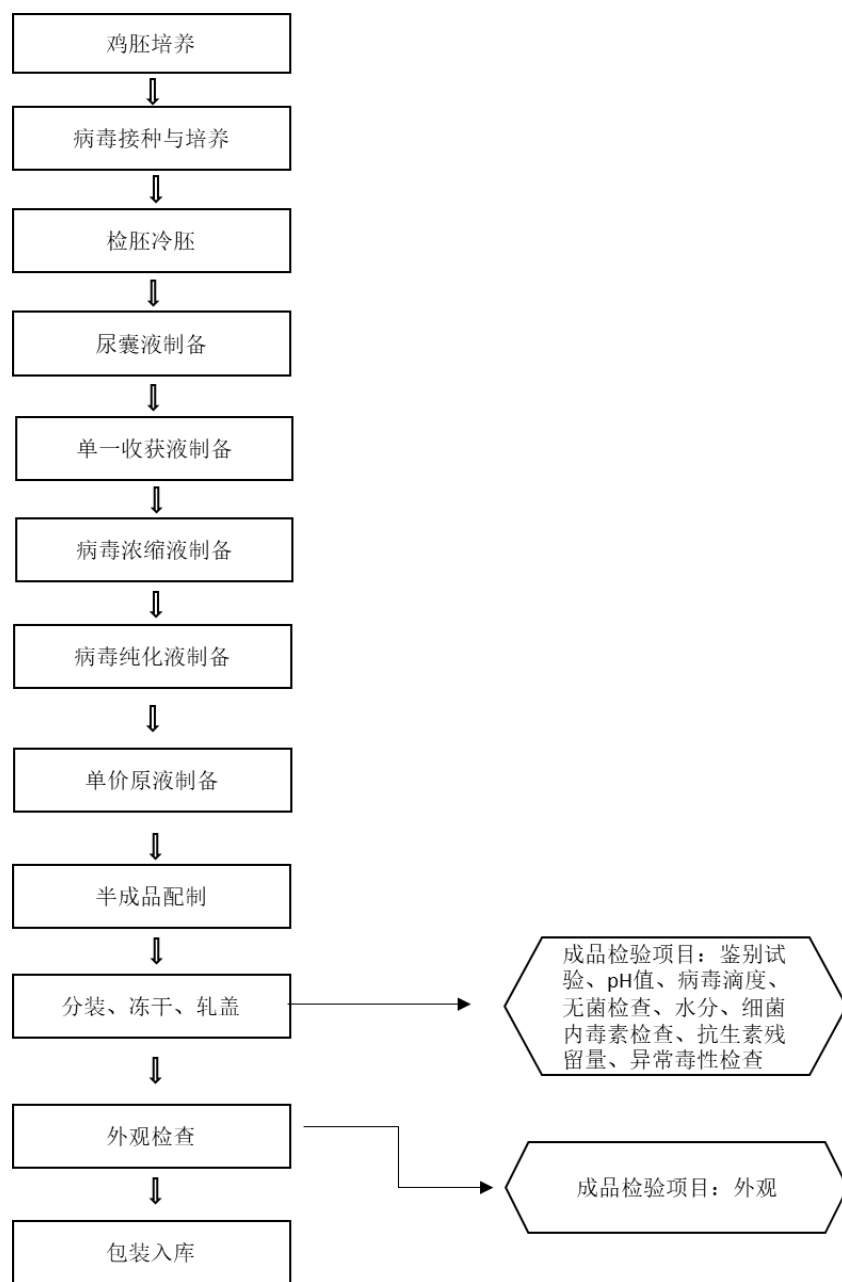 鸡胚培养
病毒接种与培养
检胚冷胚
尿囊液制备
单一收获液制备
病毒浓缩液制备
病毒纯化液制备
单价原液制备
半成品配制
分装、冻干、轧盖
成品检验项目：鉴别试
验、pH值、病毒滴度、
无菌检查、水分、细菌
内毒素检查、抗生素残
留量、异常毒性检查
外观检查
成品检验项目：外观
包装入库